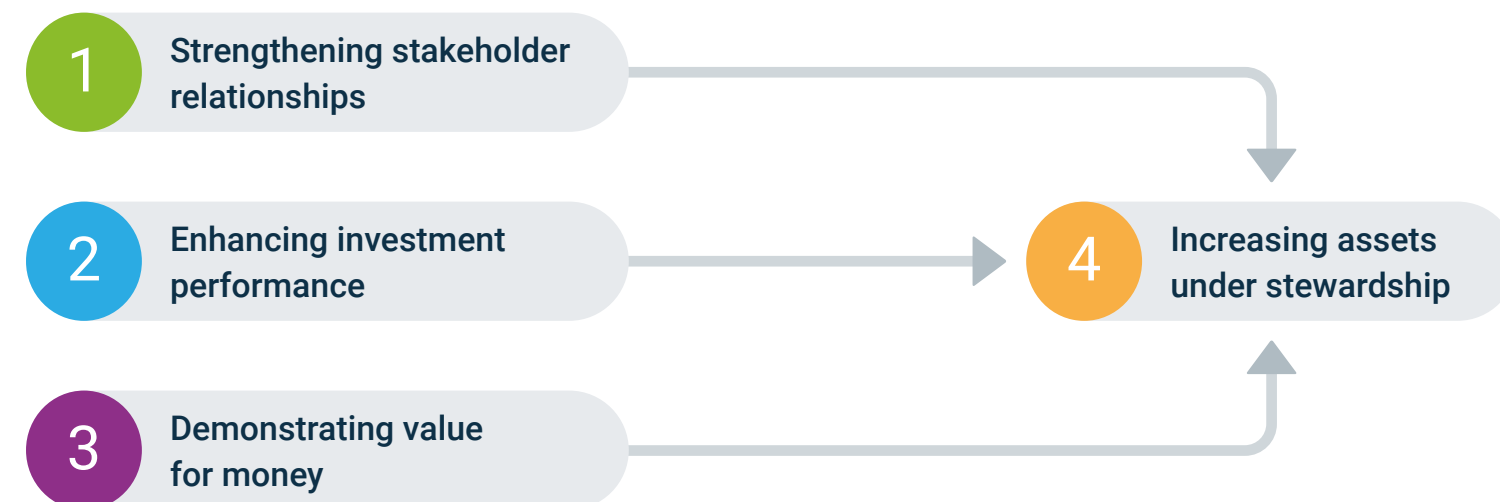 1
Strengthening stakeholder
relationships
2
Enhancing investment
performance
3
Demonstrating value
for money
4
Increasing assets
under stewardship